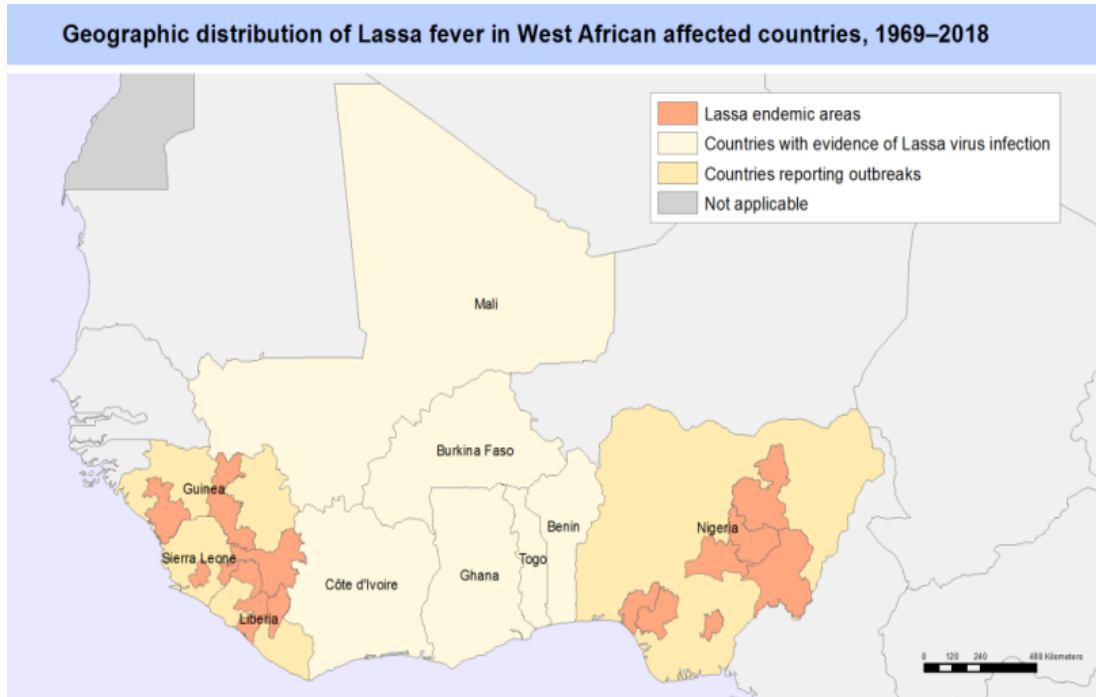 Geographic distribution of Lassa fever in West African affected countries, 1969–2018
Lassa endemic areas
Countries with evidence of Lassa virus infection
Countries reporting outbreaks
Not applicable
Mali
Burkina Faso
Guinea
Benin
Nigeria
Sierra Leone
Togo
Ghana
Côte d'Ivoire
Liberia
0 120 240 480 Kilometers